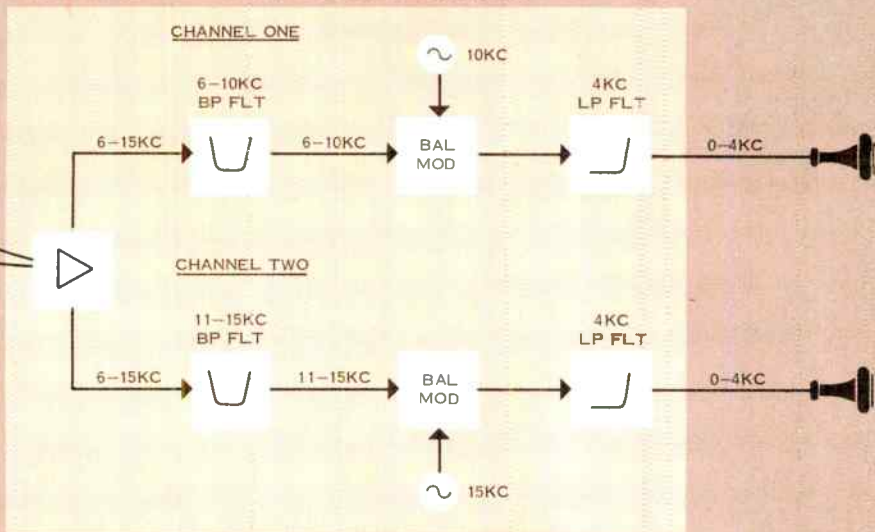 CHANNEL ONE
10KC
6–10KC
BP FLT
4KC
LP FLT
6–15KC
6–10KC
BAL
MOD
0–4KC
CHANNEL TWO
11–15KC
BP FLT
4KC
LP FLT
6–15KC
11–15KC
BAL
MOD
0–4KC
15KC